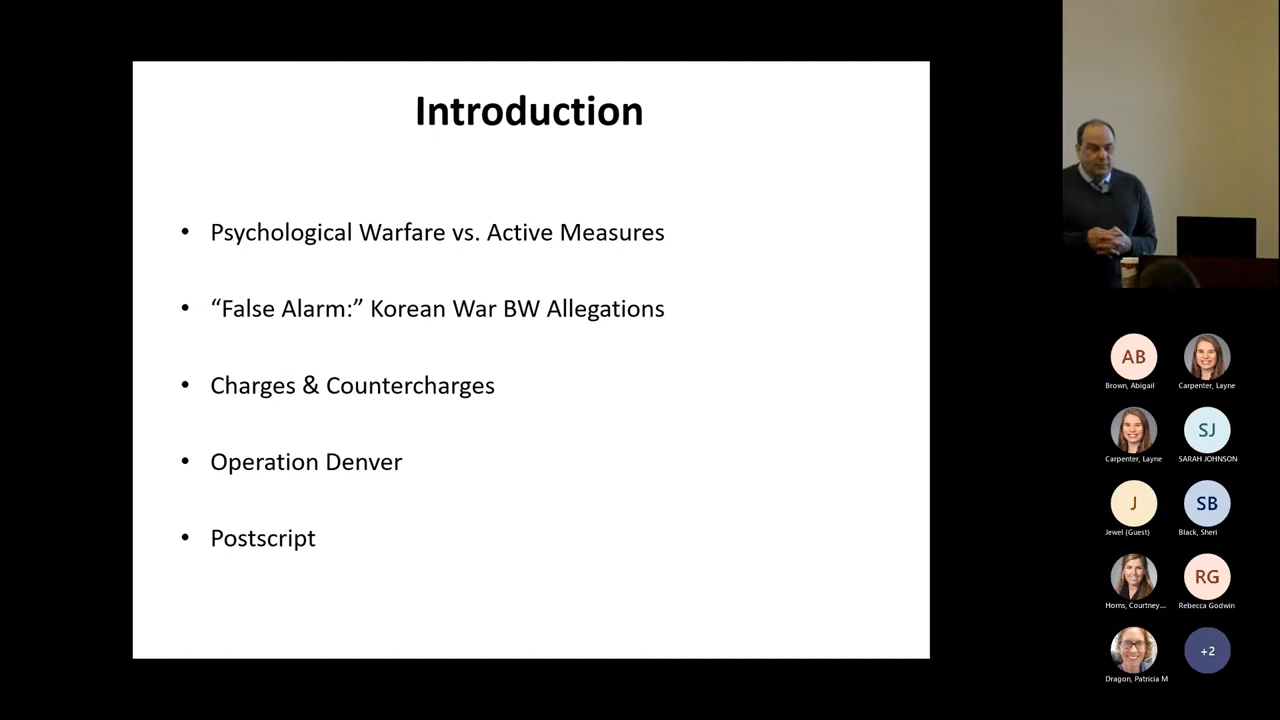 Introduction
• Psychological Warfare vs. Active Measures
• “False Alarm:” Korean War BW Allegations
• Charges & Countercharges
• Operation Denver
• Postscript
AB
Brown, Abigail
Carpenter, Layne
Carpenter, Layne
SJ
SARAH JOHNSON
J
Jewel (Guest)
SB
Black, Sheri
Horns, Courtney...
RG
Rebecca Godwin
Dragon, Patricia M
+2